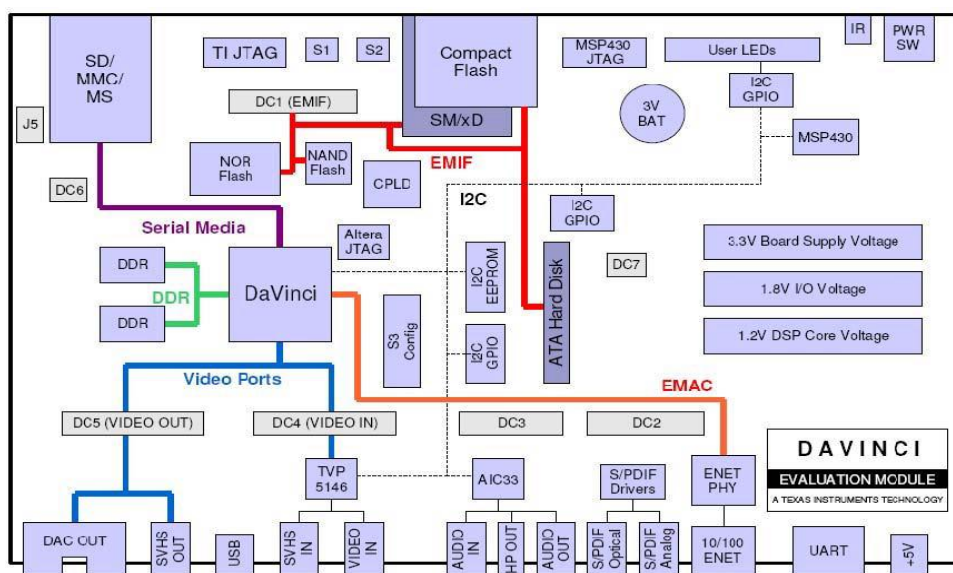 SD/
MMC/
MS
TI JTAG
S1
S2
Compact
Flash
MSP430
JTAG
User LEDs
IR
PWR
SW
J5
DC1 (EMIF)
SM/xD
3V
BAT
I2C
GPIO
MSP430
NOR
Flash
NAND
Flash
CPLD
EMIF
DC6
I2C
I2C
GPIO
Serial Media
Altera
JTAG
DDR
DDR
DDR
DaVinci
I2C
EEPROM
ATA Hard Disk
DC7
3.3V Board Supply Voltage
1.8V I/O Voltage
1.2V DSP Core Voltage
S3
Config
I2C
GPIO
Video Ports
EMAC
DC5 (VIDEO OUT)
DC4 (VIDEO IN)
DC3
DC2
TVP
5146
AIC33
S/PDIF
Drivers
ENET
PHY
DAVINCI
EVALUATION MODULE
A TEXAS INSTRUMENTS TECHNOLOGY
DAC OUT
SVHS
OUT
USB
SVHS
IN
VIDEO
IN
AUDIO
IN
HP OUT
AUDIO
OUT
S/PDIF
Optical
S/PDIF
Analog
10/100
ENET
UART
+5V